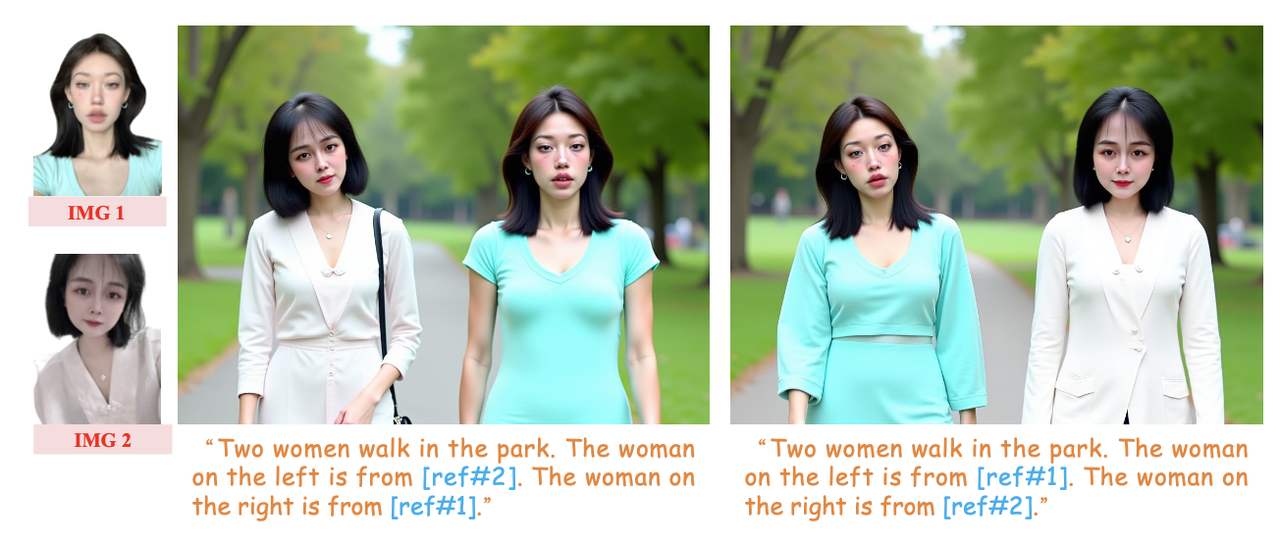 IMG 1
IMG 2
“Two women walk in the park. The woman
on the left is from [ref#2]. The woman on
the right is from [ref#1].”
“Two women walk in the park. The woman
on the left is from [ref#1]. The woman on
the right is from [ref#2].”